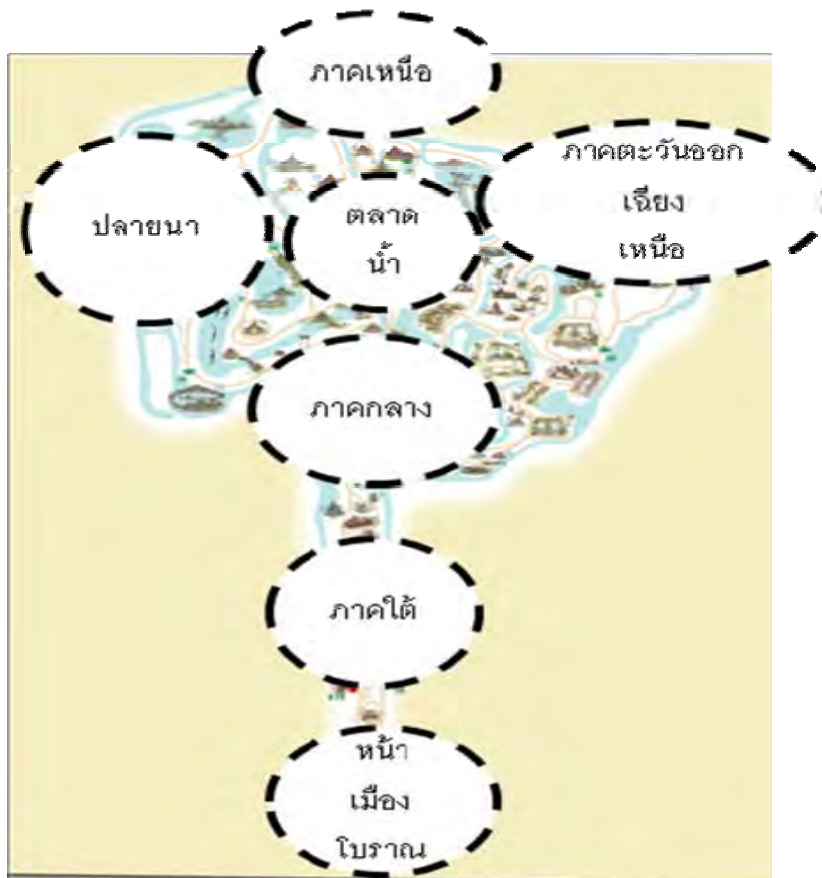 ภาคเหนือ
ภาคตะวันออก
เฉียง
เหนือ
ปลายนา
ตลาด
น้ำ
ภาคกลาง
ภาคใต้
หน้า
เมือง
โบราณ